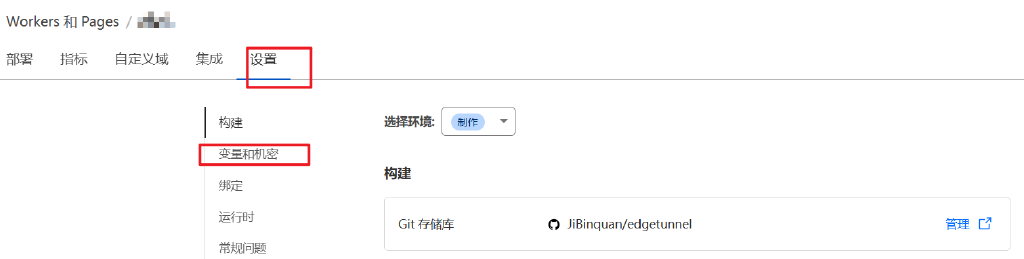 Workers 和 Pages /
部署 指标 自定义域 集成 设置
构建
选择环境: 制作
变量和机密
构建
绑定
Git 存储库 JiBinquan/edgetunnel 管理
运行时
常规问题